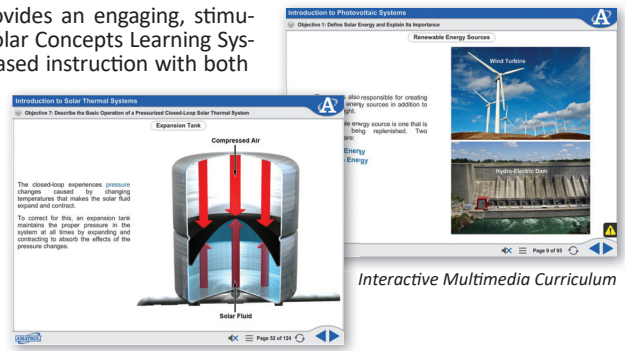 ovides an engaging, stimu-
olar Concepts Learning Sys-
ased instruction with both
Introduction to Photovoltaic Systems
Objective 1: Define Solar Energy and Explain Its Importance
Renewable Energy Sources
also responsible for creating
energy sources in addition to
energy source is one that is
being replenished. Two
are:
Energy
Energy
Wind Turbine
Hydro-Electric Dam
Page 9 of 95
Interactive Multimedia Curriculum
Introduction to Solar Thermal Systems
Objective 7: Describe the Basic Operation of a Pressurized Closed-Loop Solar Thermal System
Expansion Tank
Compressed Air
The closed-loop experiences pressure
changes caused by changing
temperatures that makes the solar fluid
expand and contract.
To correct for this, an expansion tank
maintains the proper pressure in the
system at all times by expanding and
contracting to absorb the effects of the
pressure changes.
Solar Fluid
AMATROL
Page 52 of 124